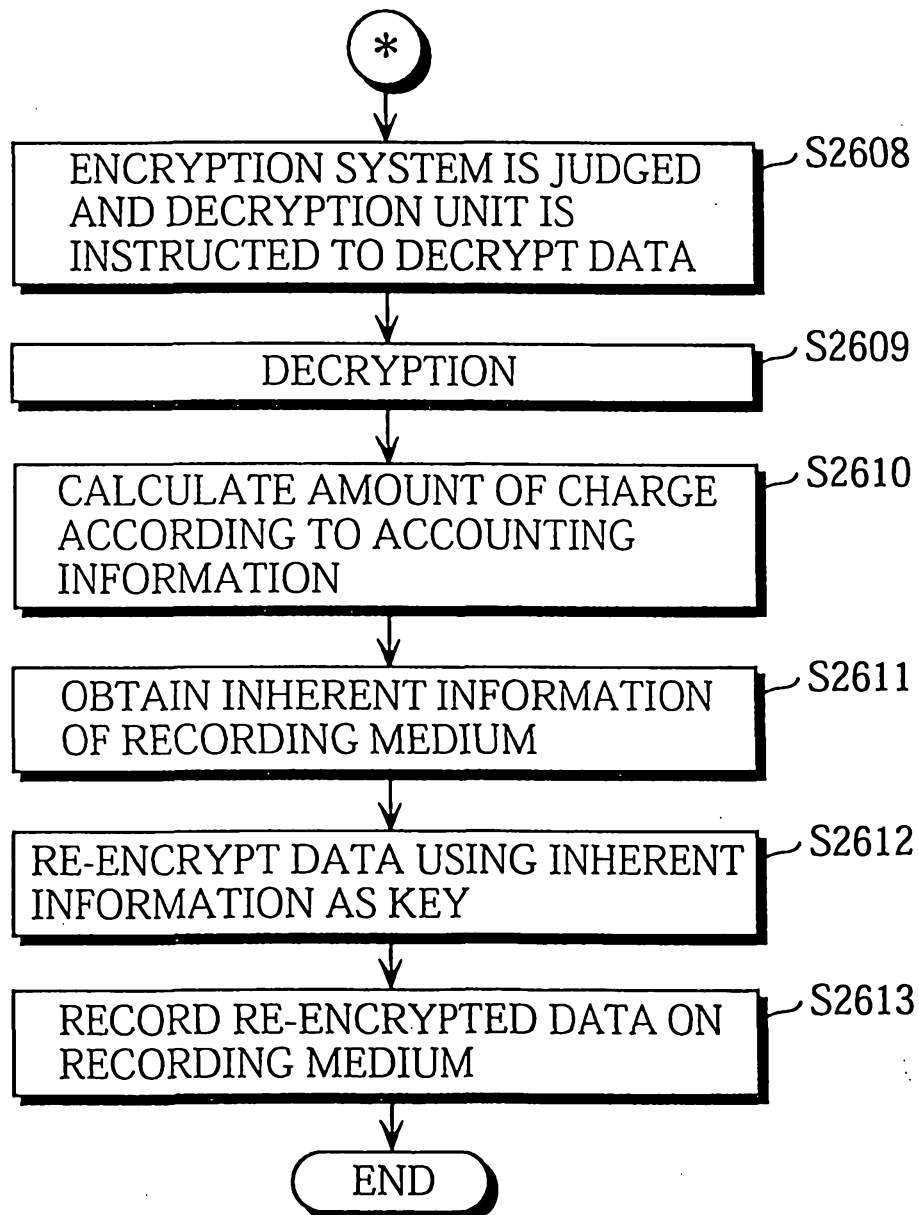 *
S2608
ENCRYPTION SYSTEM IS JUDGED
AND DECRYPTION UNIT IS
INSTRUCTED TO DECRYPT DATA
S2609
DECRYPTION
S2610
CALCULATE AMOUNT OF CHARGE
ACCORDING TO ACCOUNTING
INFORMATION
S2611
OBTAIN INHERENT INFORMATION
OF RECORDING MEDIUM
S2612
RE-ENCRYPT DATA USING INHERENT
INFORMATION AS KEY
S2613
RECORD RE-ENCRYPTED DATA ON
RECORDING MEDIUM
END